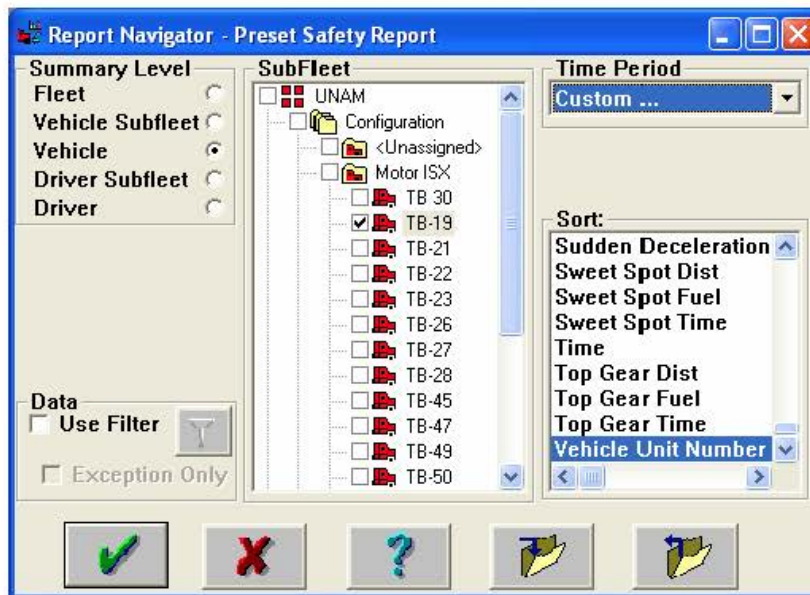 Report Navigator - Preset Safety Report
Summary Level
Fleet
Vehicle Subfleet
Vehicle
Driver Subfleet
Driver
Data
Use Filter
Exception Only
SubFleet
UNAM
Configuration
<Unassigned>
Motor ISX
TB 30
TB-19
TB-21
TB-22
TB-23
TB-26
TB-27
TB-28
TB-45
TB-47
TB-49
TB-50
Time Period
Custom ...
Sort:
Sudden Deceleration
Sweet Spot Dist
Sweet Spot Fuel
Sweet Spot Time
Time
Top Gear Dist
Top Gear Fuel
Top Gear Time
Vehicle Unit Number
?